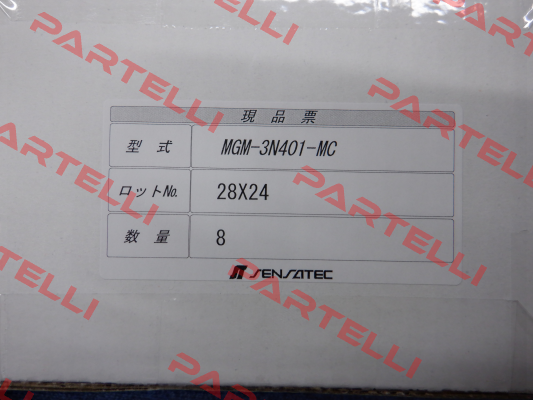 現品票
型式 MGM-3N401-MC
ロットNo. 28X24
数量 8
SENSATEC
PARTELLI
PARTELLI
PARTELLI
PARTELLI
PARTELLI
PARTELLI